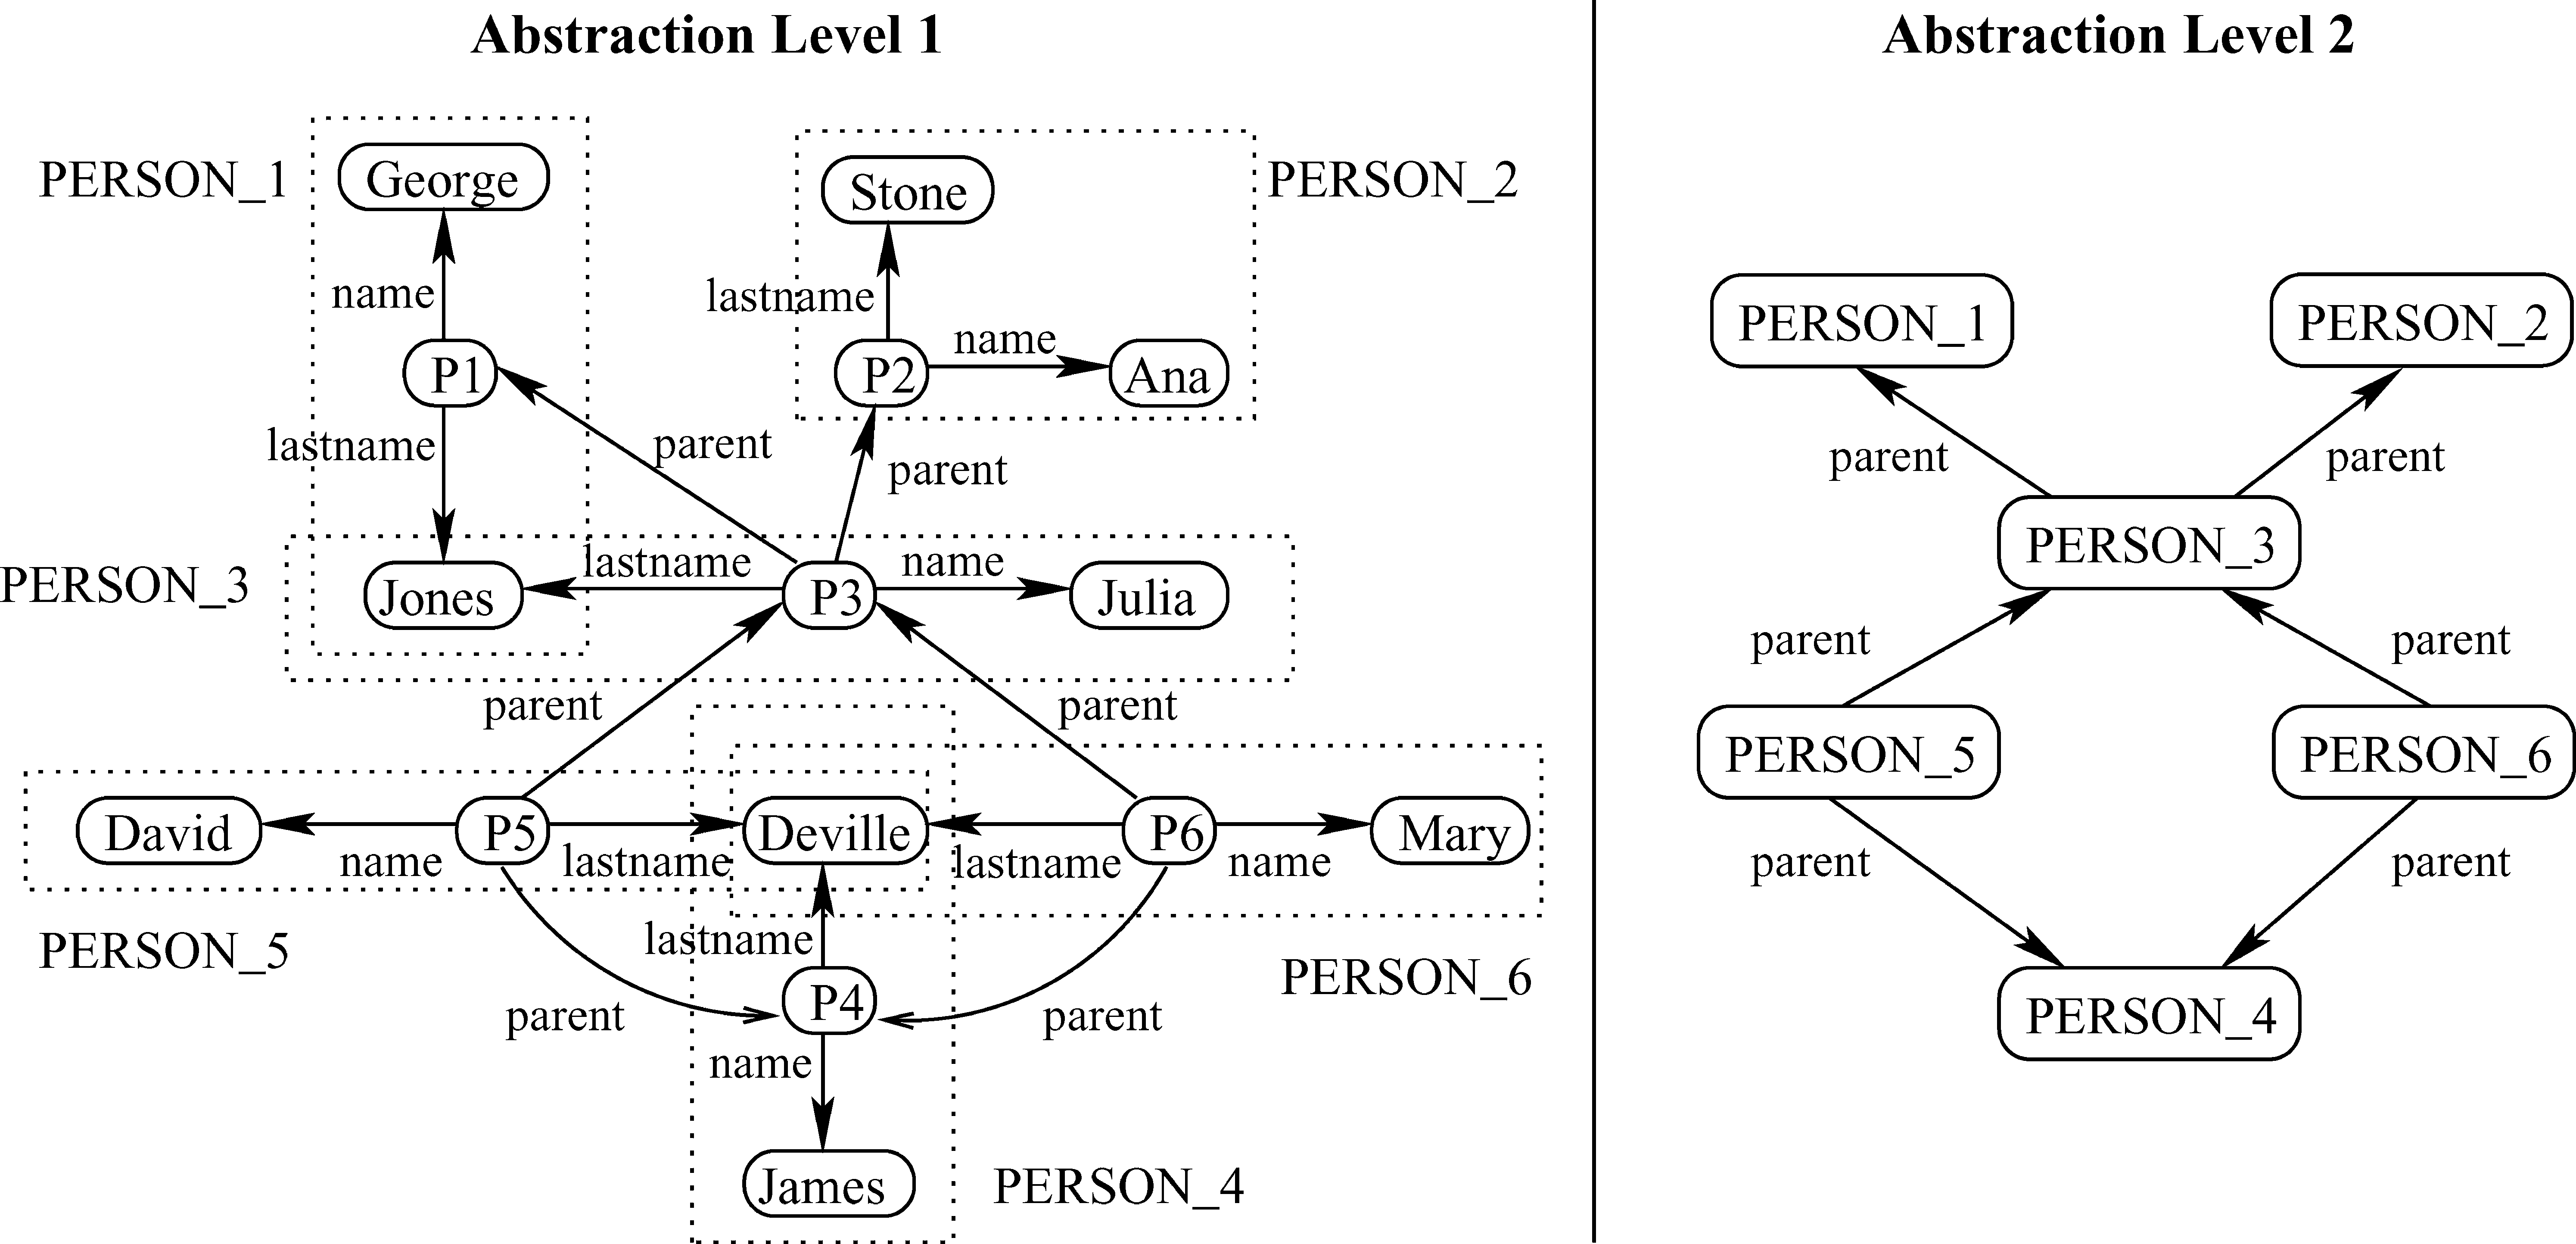 Abstraction Level 1
PERSON_1
George
name
P1
lastname
Stone
PERSON_2
lastname
name
P2
Ana
parent
parent
PERSON_3
Jones
lastname
P3
name
Julia
parent
parent
David
name
P5
lastname
Deville
lastname
P6
name
Mary
PERSON_5
lastname
PERSON_6
parent
P4
parent
name
James
PERSON_4
Abstraction Level 2
PERSON_1
PERSON_2
parent
parent
PERSON_3
parent
parent
PERSON_5
PERSON_6
parent
parent
PERSON_4